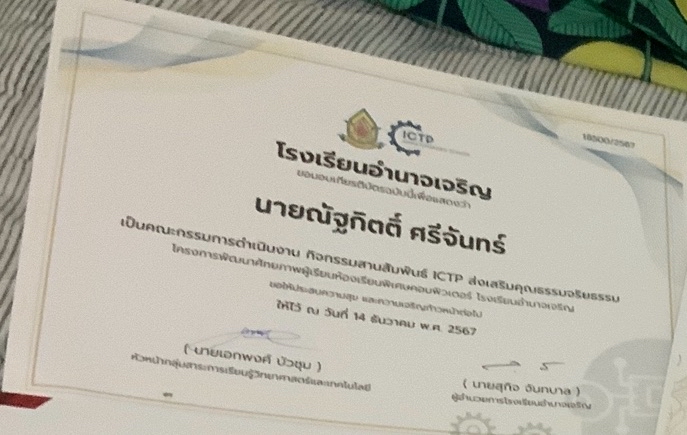 ICTP
18500/2567
โรงเรียนอำนาจเจริญ
ขอมอบเกียรติบัตรฉบับนี้เพื่อแสดงว่า
นายณัฐกิตติ์ ศรีจันทร์
เป็นคณะกรรมการดำเนินงาน กิจกรรมสานสัมพันธ์ ICTP ส่งเสริมคุณธรรมจริยธรรม
โครงการพัฒนาศักยภาพผู้เรียนห้องเรียนพิเศษคอมพิวเตอร์ โรงเรียนอำนาจเจริญ
ขอให้ประสบความสุข และความเจริญก้าวหน้าต่อไป
ให้ไว้ ณ วันที่ 14 ธันวาคม พ.ศ. 2567
( นายเอกพงศ์ บัวชุม )
หัวหน้ากลุ่มสาระการเรียนรู้วิทยาศาสตร์และเทคโนโลยี
( นายสุกิจ จันทบาล )
ผู้อำนวยการโรงเรียนอำนาจเจริญ